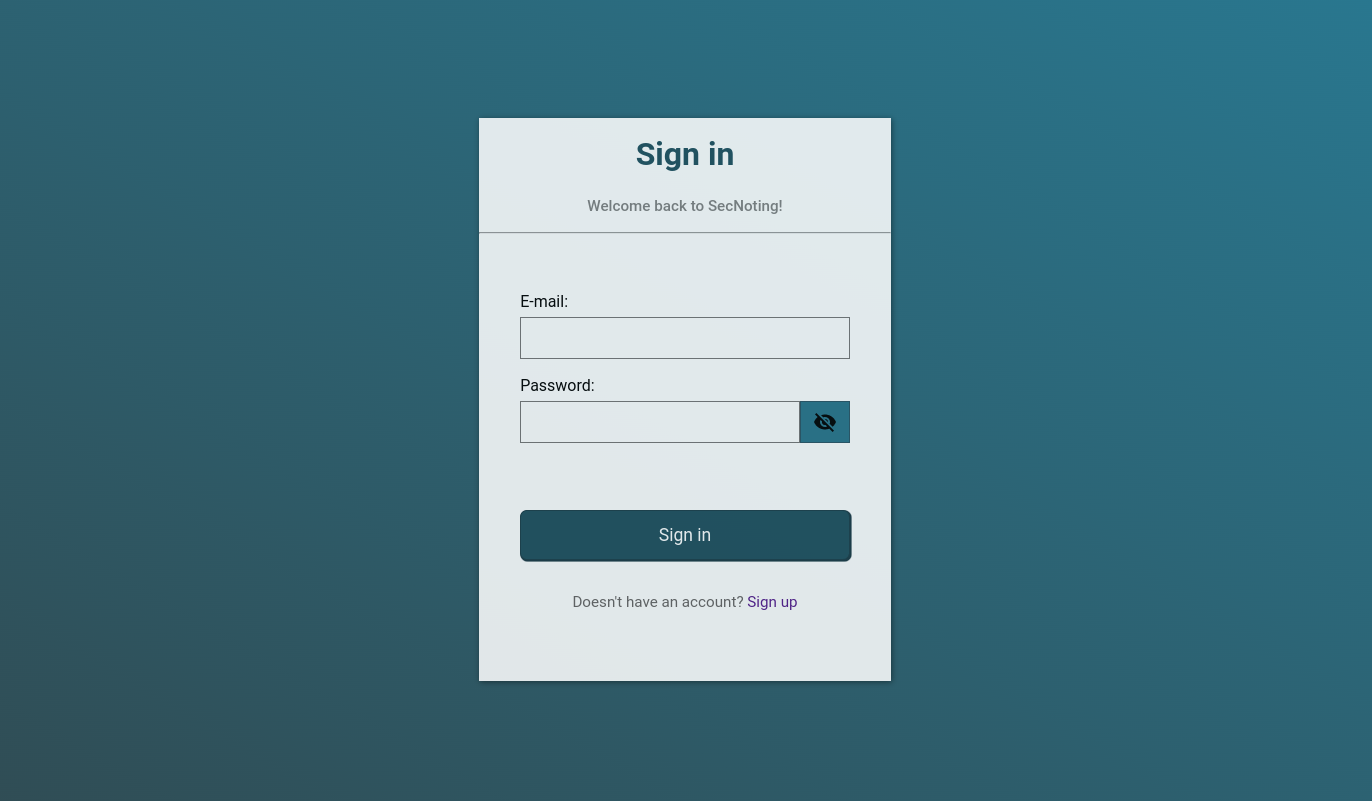 Sign in
Welcome back to SecNoting!
E-mail:
Password:
Sign in
Doesn't have an account? Sign up